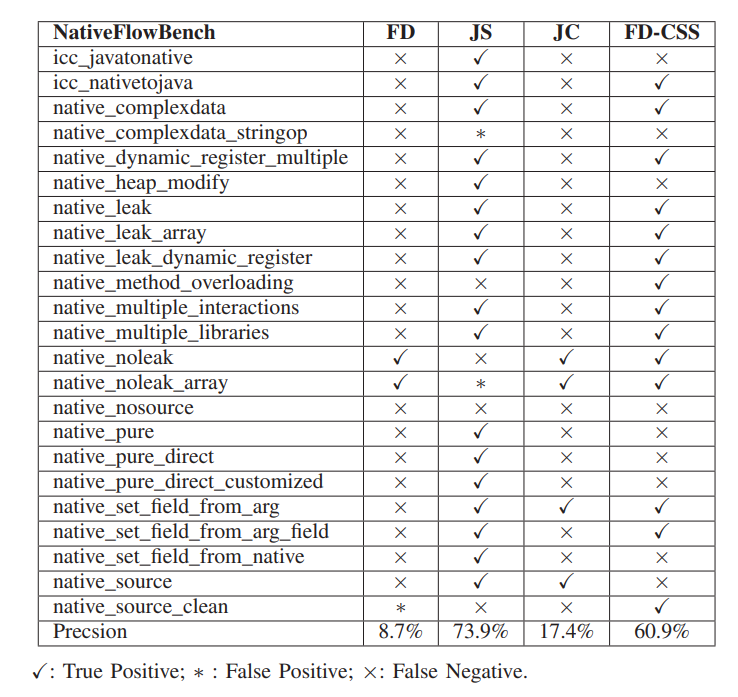 NativeFlowBench FD JS JC FD-CSS
icc_javatonative × ✓ × ×
icc_nativetojava × ✓ × ✓
native_complexdata × ✓ × ✓
native_complexdata_stringop × * × ×
native_dynamic_register_multiple × ✓ × ✓
native_heap_modify × ✓ × ×
native_leak × ✓ × ✓
native_leak_array × ✓ × ✓
native_leak_dynamic_register × ✓ × ✓
native_method_overloading × × × ✓
native_multiple_interactions × ✓ × ✓
native_multiple_libraries × ✓ × ✓
native_noleak ✓ × ✓ ✓
native_noleak_array ✓ * ✓ ✓
native_nosource × × × ×
native_pure × ✓ × ×
native_pure_direct × ✓ × ×
native_pure_direct_customized × ✓ × ×
native_set_field_from_arg × ✓ ✓ ✓
native_set_field_from_arg_field × ✓ × ✓
native_set_field_from_native × ✓ × ×
native_source × ✓ ✓ ×
native_source_clean * × × ✓
Precsion 8.7% 73.9% 17.4% 60.9%
✓: True Positive; * : False Positive; ×: False Negative.